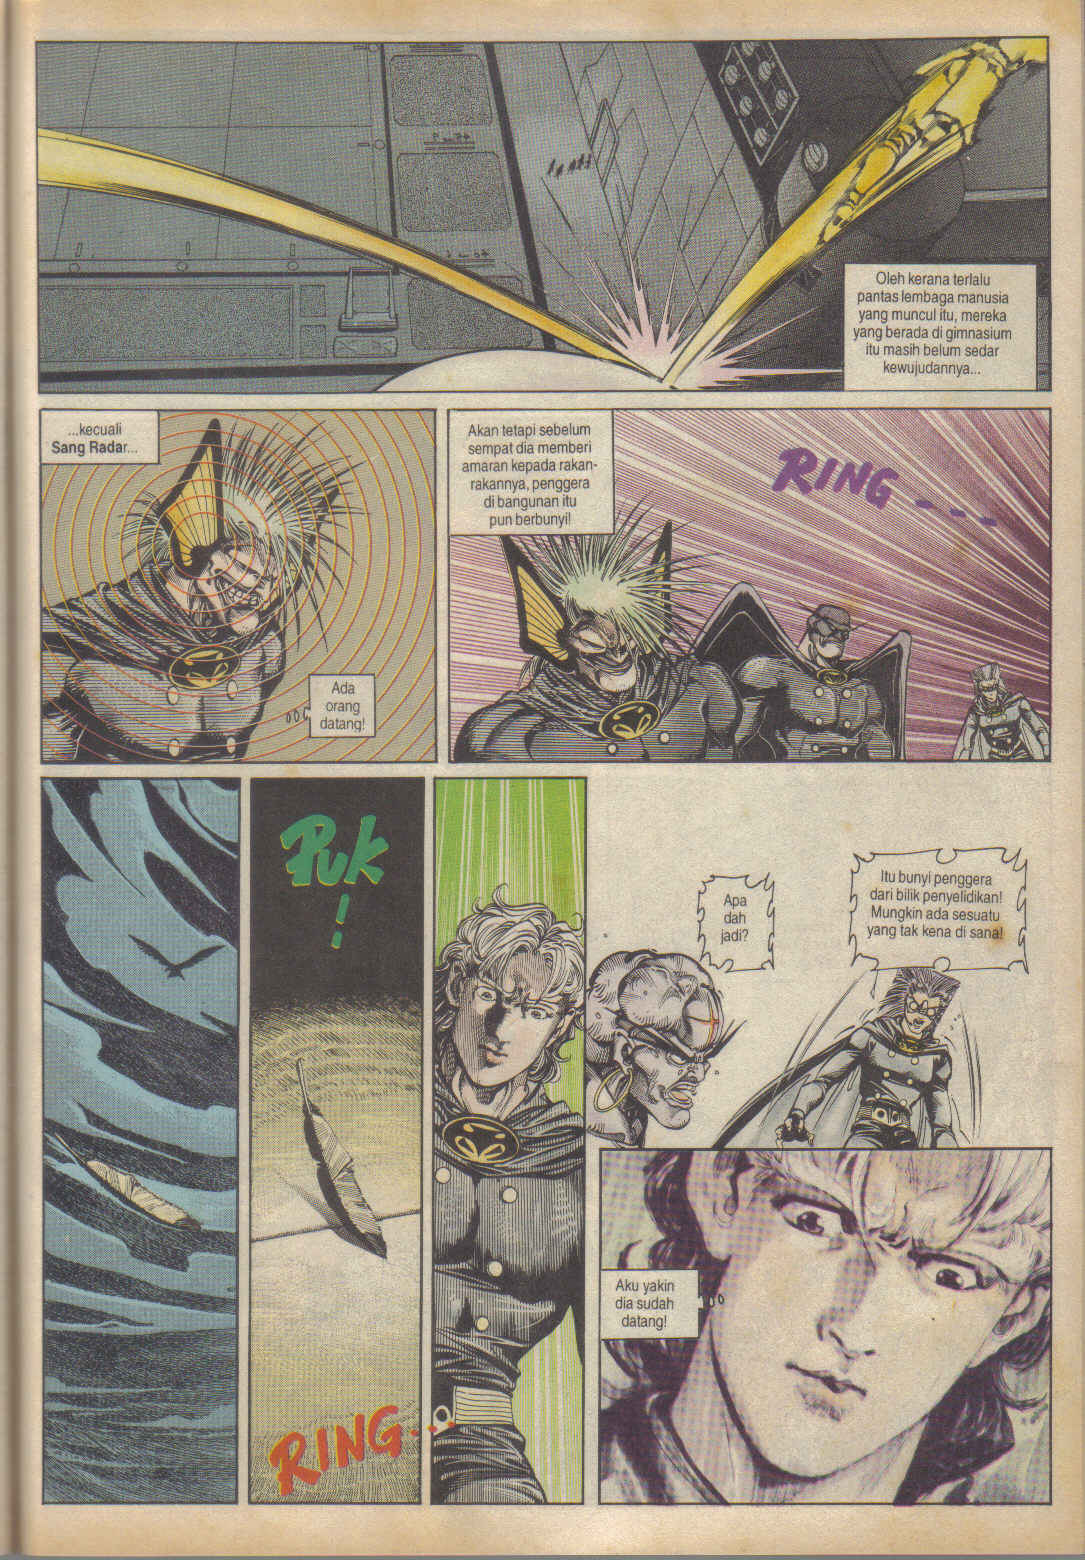 Oleh kerana terlalu
pantas lembaga manusia
yang muncul itu, mereka
yang berada di gimnasium
itu masih belum sedar
kewujudannya...
...kecuali
Sang Radar...
Ada
orang
datang!
Akan tetapi sebelum
sempat dia memberi
amaran kepada rakan-
rakannya, penggera
di bangunan itu
pun berbunyi!
RING - - -
Puk
!
RING...
Apa
dah
jadi?
Itu bunyi penggera
dari bilik penyelidikan!
Mungkin ada sesuatu
yang tak kena di sana!
Aku yakin
dia sudah
datang!